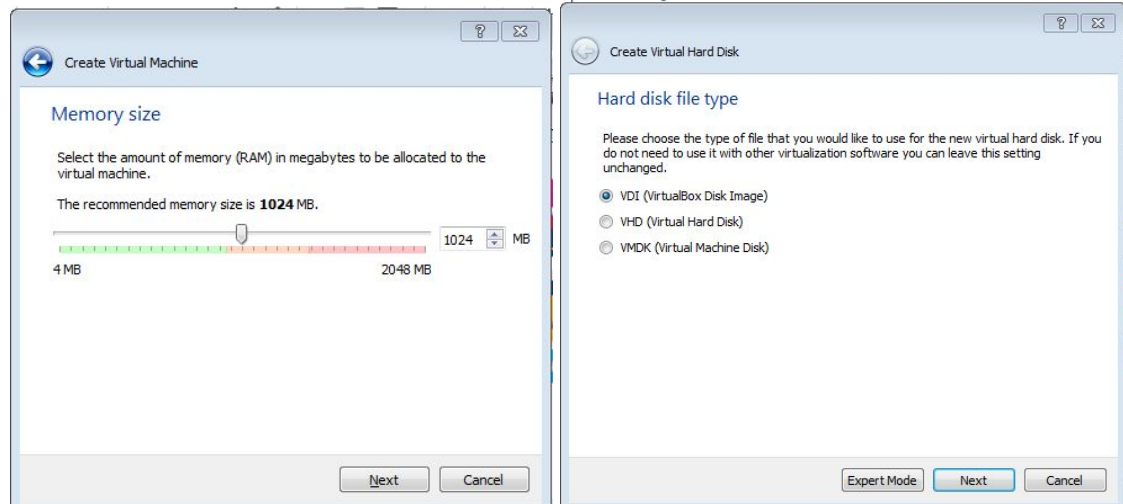 Create Virtual Machine
Memory size
Select the amount of memory (RAM) in megabytes to be allocated to the
virtual machine.
The recommended memory size is 1024 MB.
1024 MB
4 MB 2048 MB
Next Cancel
Create Virtual Hard Disk
Hard disk file type
Please choose the type of file that you would like to use for the new virtual hard disk. If you
do not need to use it with other virtualization software you can leave this setting
unchanged.
VDI (VirtualBox Disk Image)
VHD (Virtual Hard Disk)
VMDK (Virtual Machine Disk)
Expert Mode Next Cancel